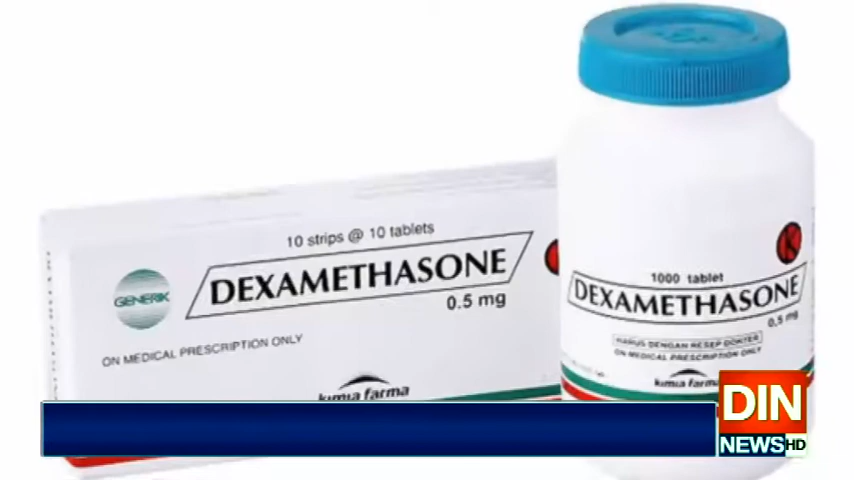 10 strips @ 10 tablets
GENERIK
DEXAMETHASONE
0.5 mg
ON MEDICAL PRESCRIPTION ONLY
kimia farma
K
1000 tablet
DEXAMETHASONE
0,5 mg
HARUS DENGAN RESEP DOKTER
ON MEDICAL PRESCRIPTION ONLY
kimia farma
DIN
NEWS HD